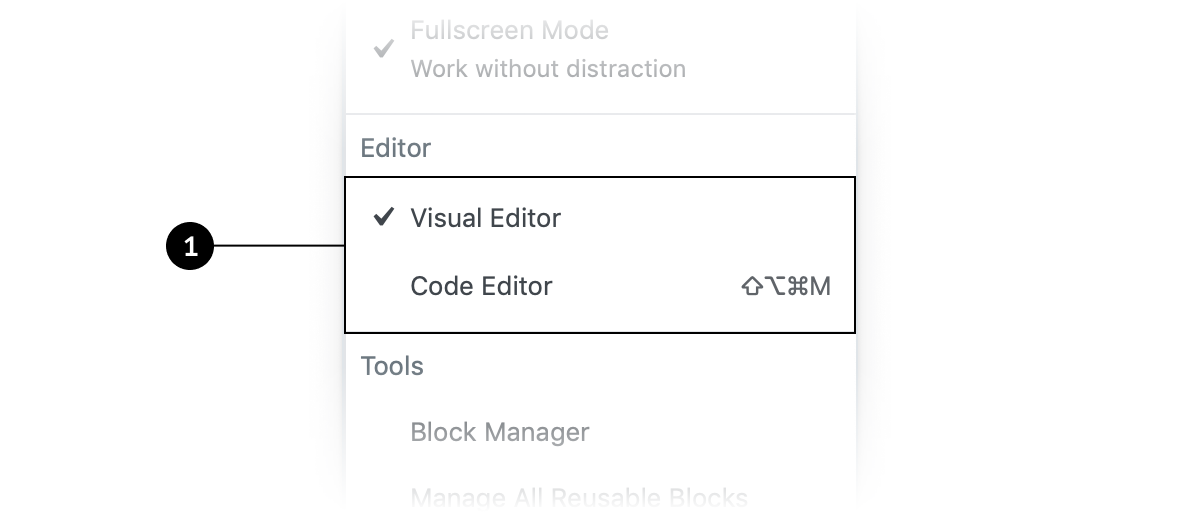 Fullscreen Mode
Work without distraction
Editor
1
✓ Visual Editor
Code Editor ⇧⌥⌘M
Tools
Block Manager
Manage All Reusable Blocks